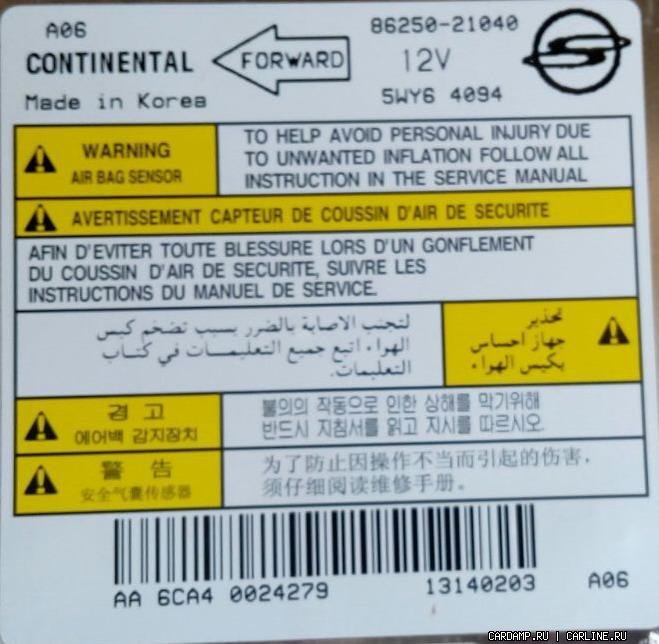 A06
CONTINENTAL
FORWARD
Made in Korea
86250-21040
12V
5WY6 4094
WARNING
AIR BAG SENSOR
TO HELP AVOID PERSONAL INJURY DUE
TO UNWANTED INFLATION FOLLOW ALL
INSTRUCTION IN THE SERVICE MANUAL
AVERTISSEMENT CAPTEUR DE COUSSIN D'AIR DE SECURITE
AFIN D'EVITER TOUTE BLESSURE LORS D'UN GONFLEMENT
DU COUSSIN D'AIR DE SECURITE, SUIVRE LES
INSTRUCTIONS DU MANUEL DE SERVICE.
تحذير
جهاز احساس
بكيس الهواء
لتجنب الاصابة بالضرر بسبب تضخم كيس
الهواء اتبع جميع التعليمات في كتاب
التعليمات.
경 고
에어백 감지장치
불의의 작동으로 인한 상해를 막기위해
반드시 지침서를 읽고 지시를 따르시오.
警 告
安全气囊传感器
为了防止因操作不当而引起的伤害,
须仔细阅读维修手册。
AA 6CA4 0024279
13140203
A06
CARDAMP.RU | CARLINE.RU